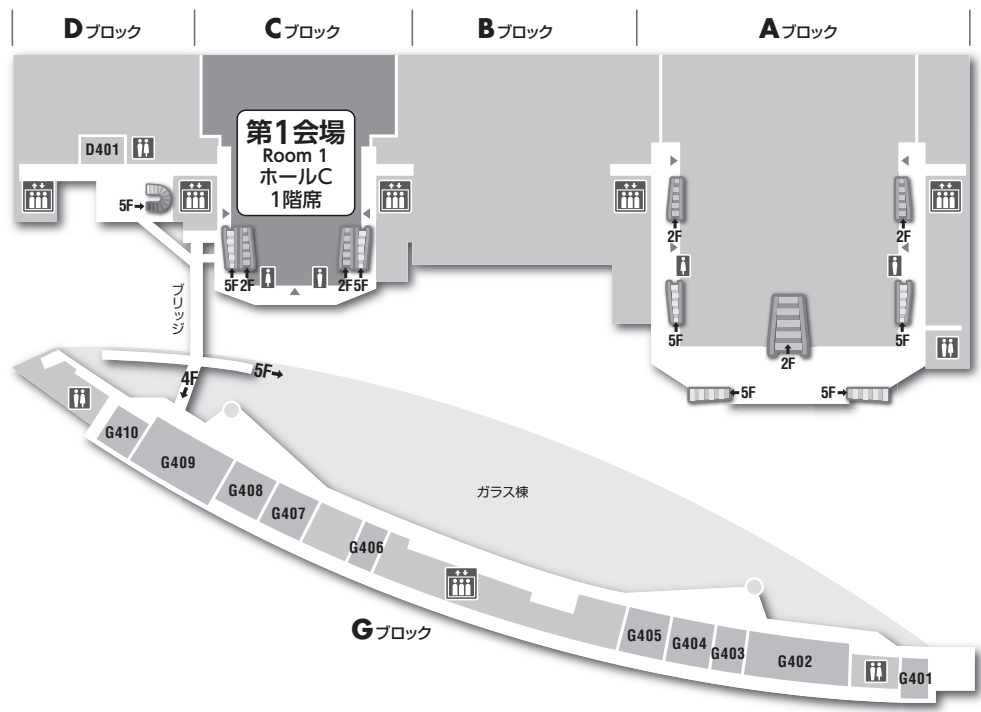 Dブロック
Cブロック
Bブロック
Aブロック
第1会場
Room 1
ホールC
1階席
D401
5F
5F
2F
2F
5F
2F
2F
5F
5F
2F
5F
5F
ブリッジ
4F
5F
G410
G409
G408
G407
G406
ガラス棟
Gブロック
G405
G404
G403
G402
G401